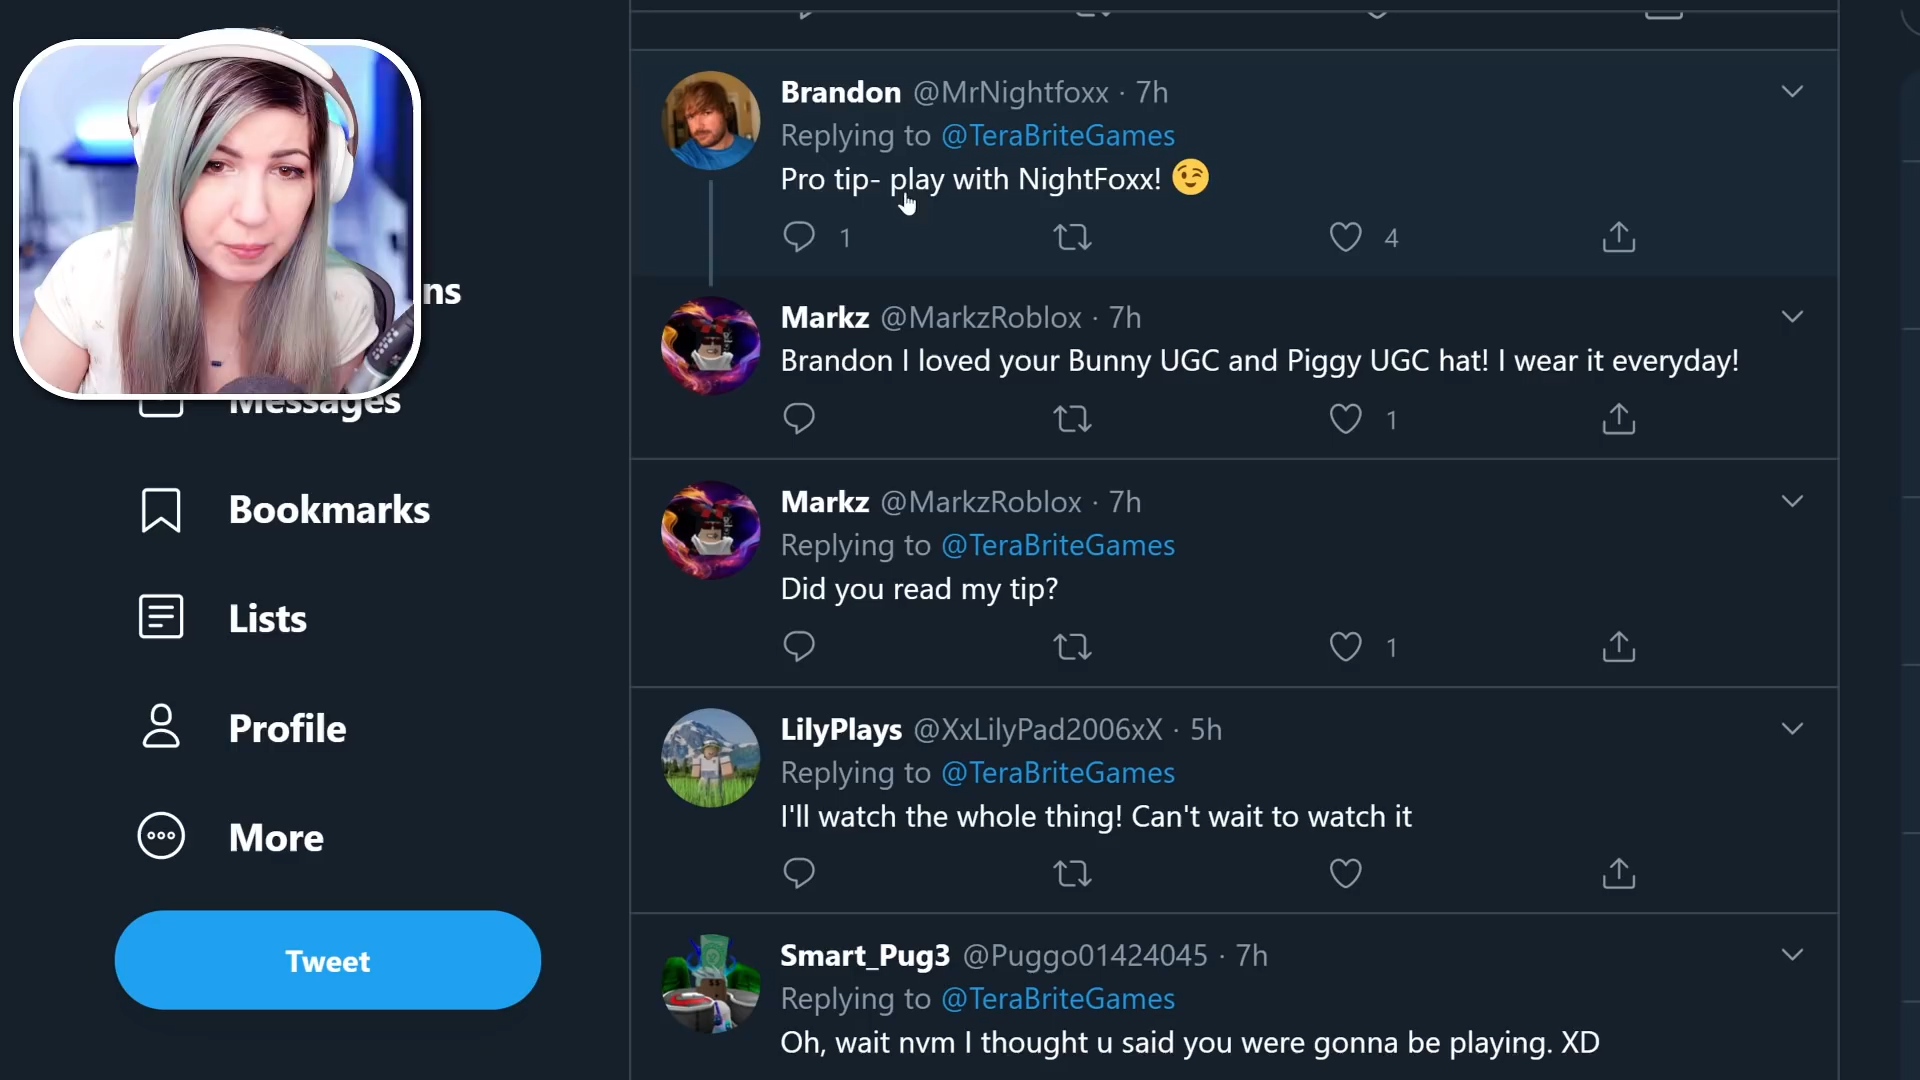 ns
Messages
Bookmarks
Lists
Profile
More
Tweet
Brandon @MrNightfoxx · 7h
Replying to @TeraBriteGames
Pro tip- play with NightFoxx! 😉
1 4
Markz @MarkzRoblox · 7h
Brandon I loved your Bunny UGC and Piggy UGC hat! I wear it everyday!
1
Markz @MarkzRoblox · 7h
Replying to @TeraBriteGames
Did you read my tip?
1
LilyPlays @XxLilyPad2006xX · 5h
Replying to @TeraBriteGames
I'll watch the whole thing! Can't wait to watch it
Smart_Pug3 @Puggo01424045 · 7h
Replying to @TeraBriteGames
Oh, wait nvm I thought u said you were gonna be playing. XD